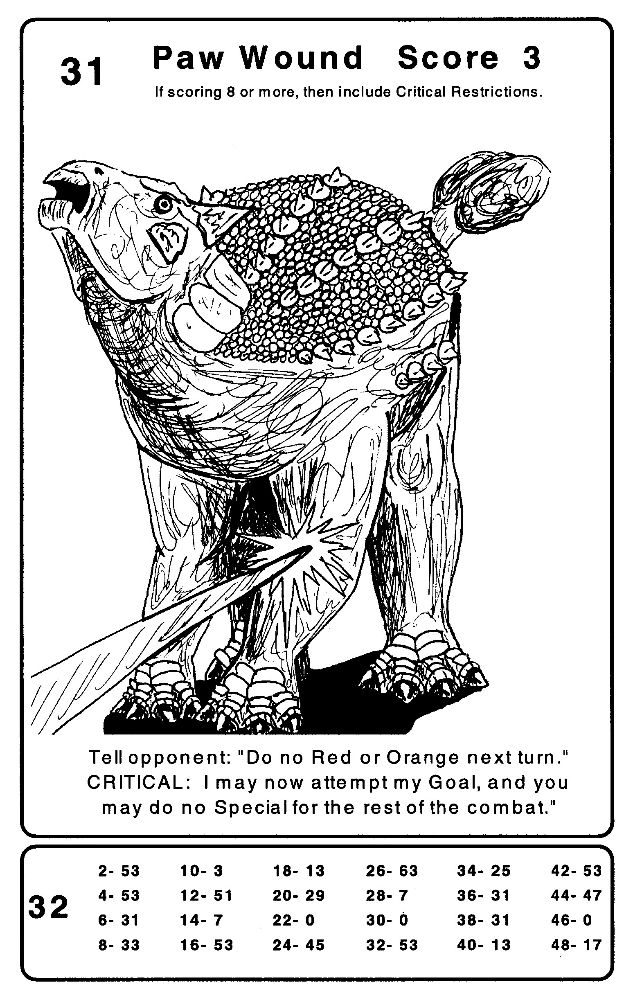 31 Paw Wound Score 3
If scoring 8 or more, then include Critical Restrictions.
Tell opponent: "Do no Red or Orange next turn."
CRITICAL: I may now attempt my Goal, and you
may do no Special for the rest of the combat."
32
2- 53 10- 3 18- 13 26- 63 34- 25 42- 53
4- 53 12- 51 20- 29 28- 7 36- 31 44- 47
6- 31 14- 7 22- 0 30- 0 38- 31 46- 0
8- 33 16- 53 24- 45 32- 53 40- 13 48- 17